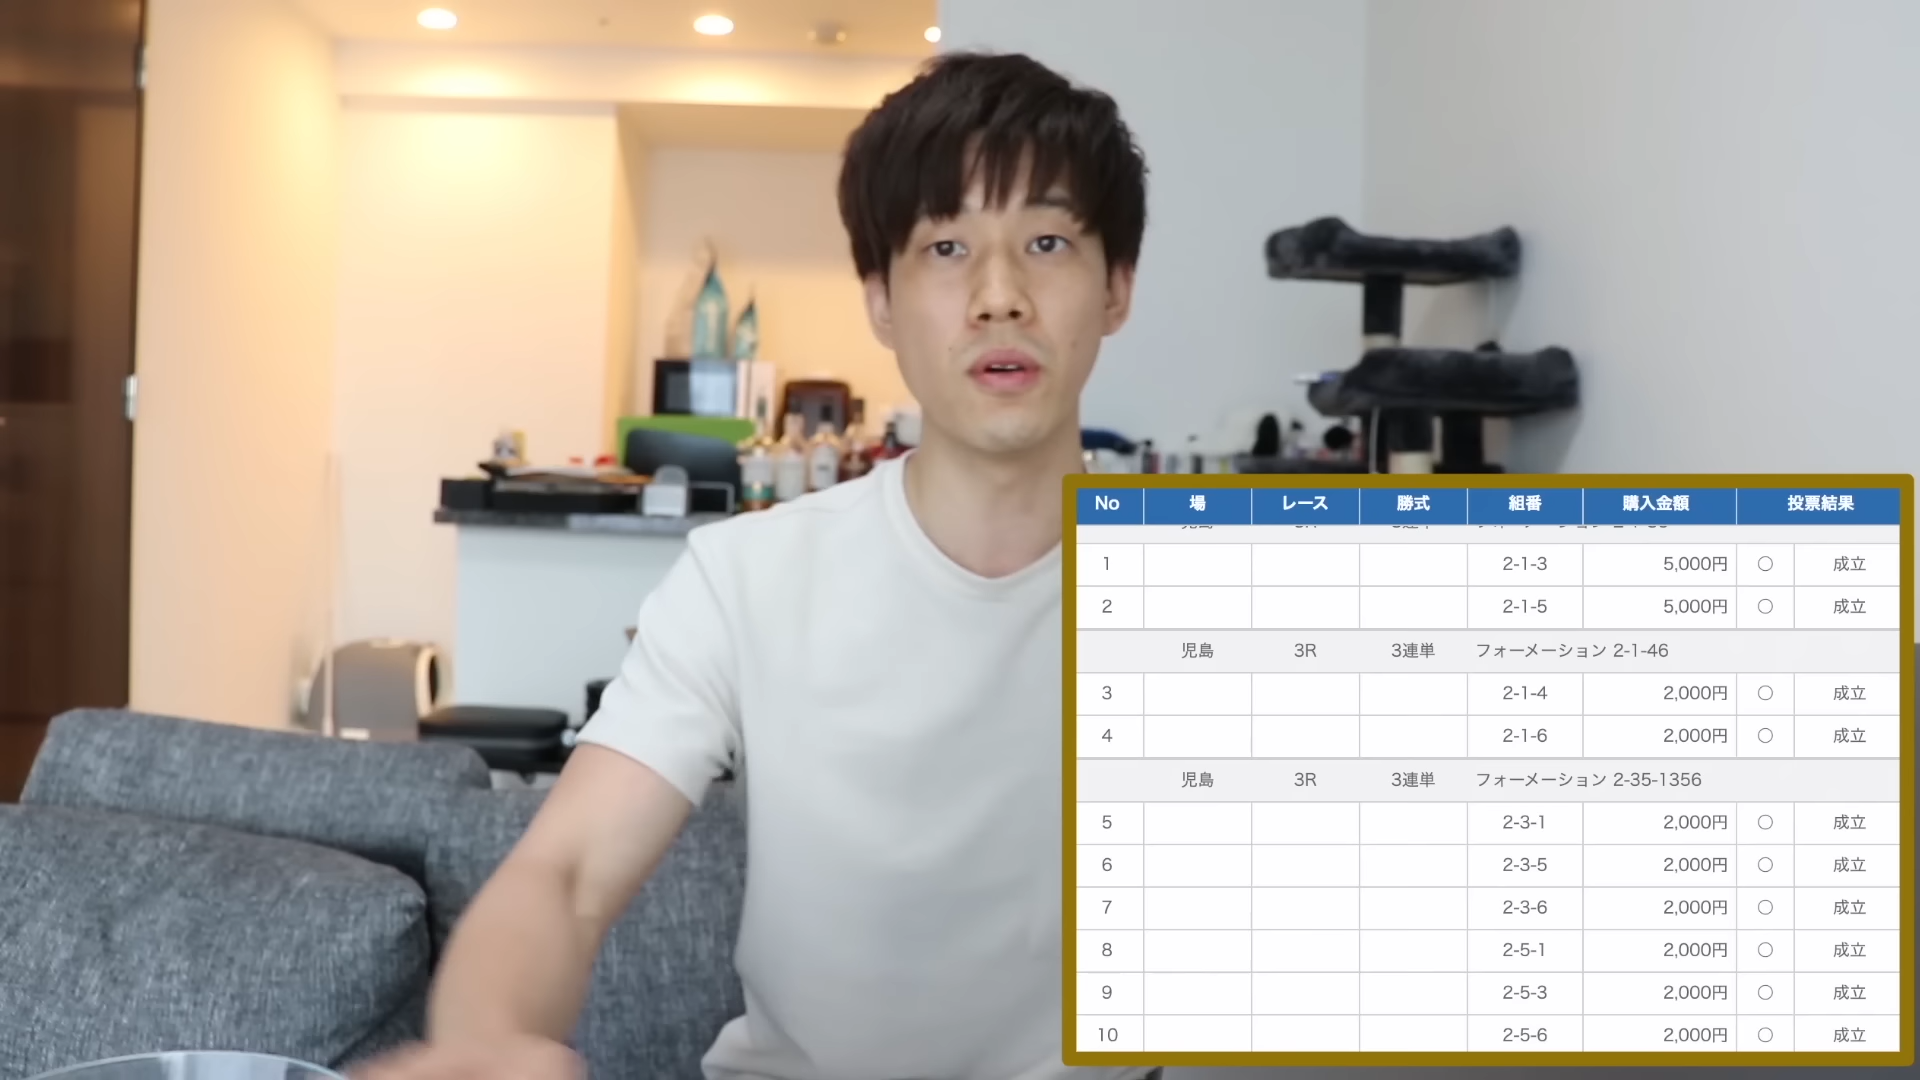 No 場 レース 勝式 組番 購入金額 投票結果
1 2-1-3 5,000円 ○ 成立
2 2-1-5 5,000円 ○ 成立
児島 3R 3連単 フォーメーション 2-1-46
3 2-1-4 2,000円 ○ 成立
4 2-1-6 2,000円 ○ 成立
児島 3R 3連単 フォーメーション 2-35-1356
5 2-3-1 2,000円 ○ 成立
6 2-3-5 2,000円 ○ 成立
7 2-3-6 2,000円 ○ 成立
8 2-5-1 2,000円 ○ 成立
9 2-5-3 2,000円 ○ 成立
10 2-5-6 2,000円 ○ 成立